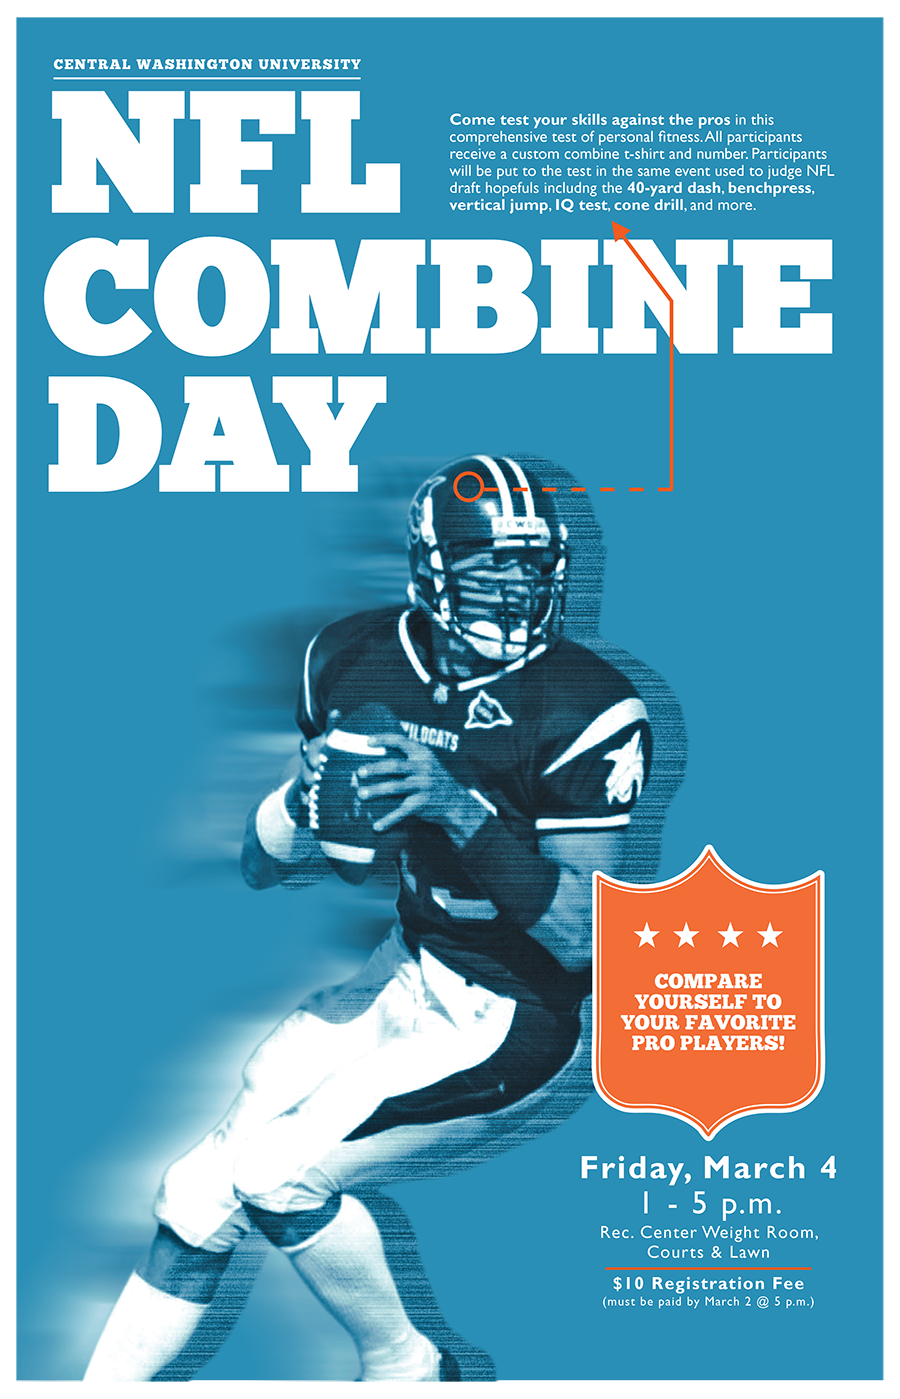 CENTRAL WASHINGTON UNIVERSITY
NFL
COMBINE
DAY
Come test your skills against the pros in this
comprehensive test of personal fitness. All participants
receive a custom combine t-shirt and number. Participants
will be put to the test in the same event used to judge NFL
draft hopefuls includng the 40-yard dash, benchpress,
vertical jump, IQ test, cone drill, and more.
CWU
WILDCATS
COMPARE
YOURSELF TO
YOUR FAVORITE
PRO PLAYERS!
Friday, March 4
1 - 5 p.m.
Rec. Center Weight Room,
Courts & Lawn
$10 Registration Fee
(must be paid by March 2 @ 5 p.m.)